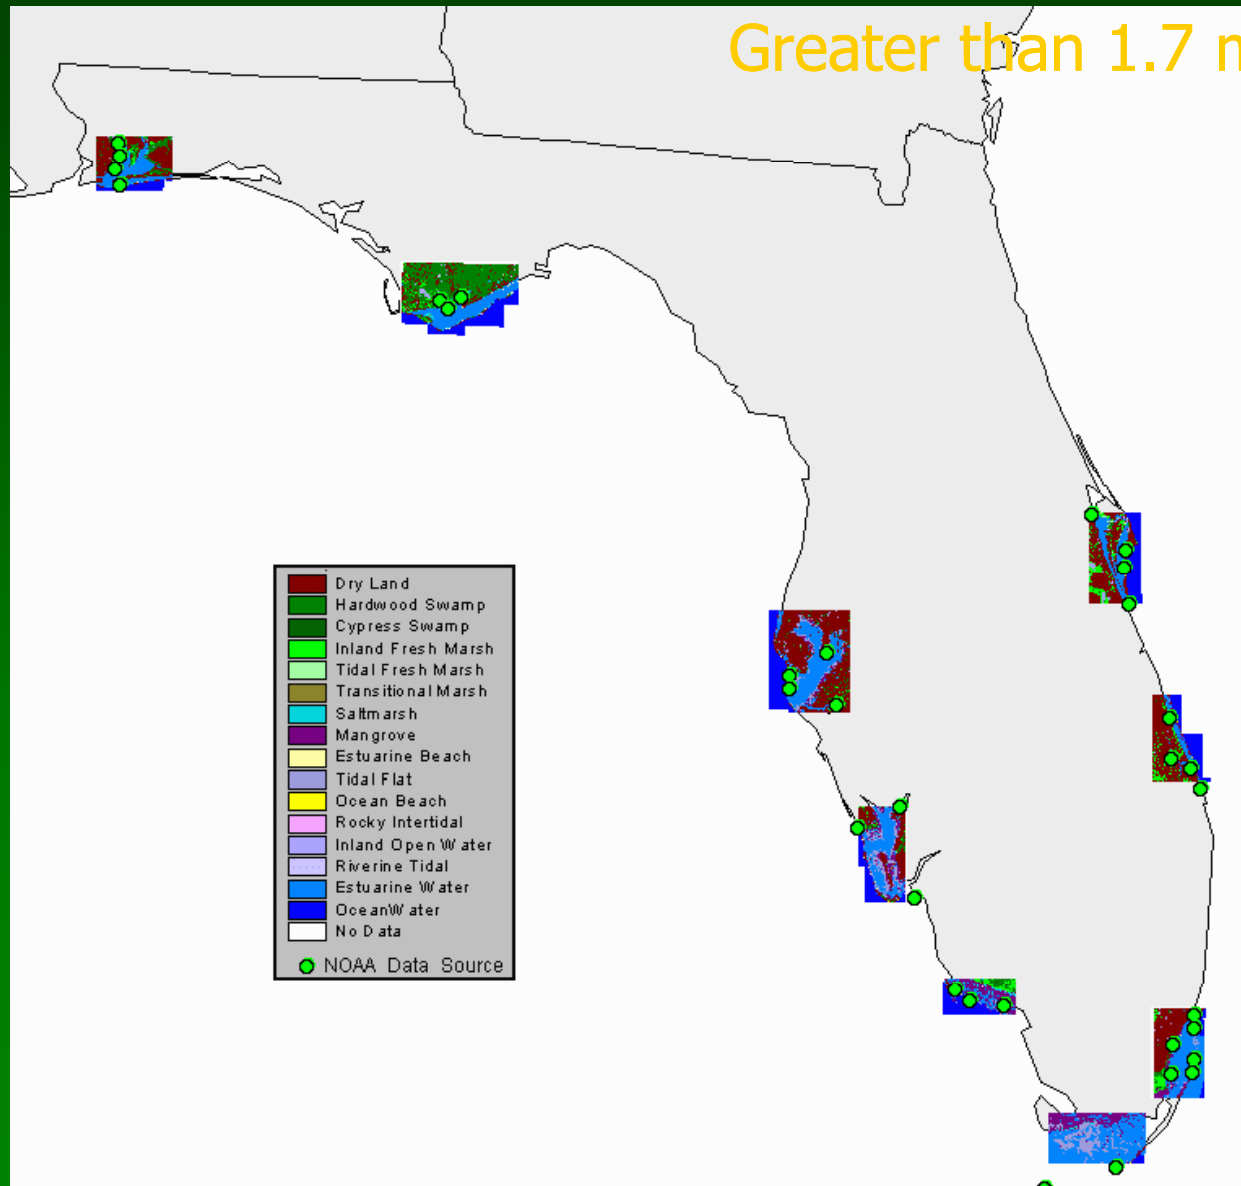 Greater than 1.7 m
Dry Land
Hardwood Swamp
Cypress Swamp
Inland Fresh Marsh
Tidal Fresh Marsh
Transitional Marsh
Saltmarsh
Mangrove
Estuarine Beach
Tidal Flat
Ocean Beach
Rocky Intertidal
Inland Open Water
Riverine Tidal
Estuarine Water
OceanWater
No Data
NOAA Data Source